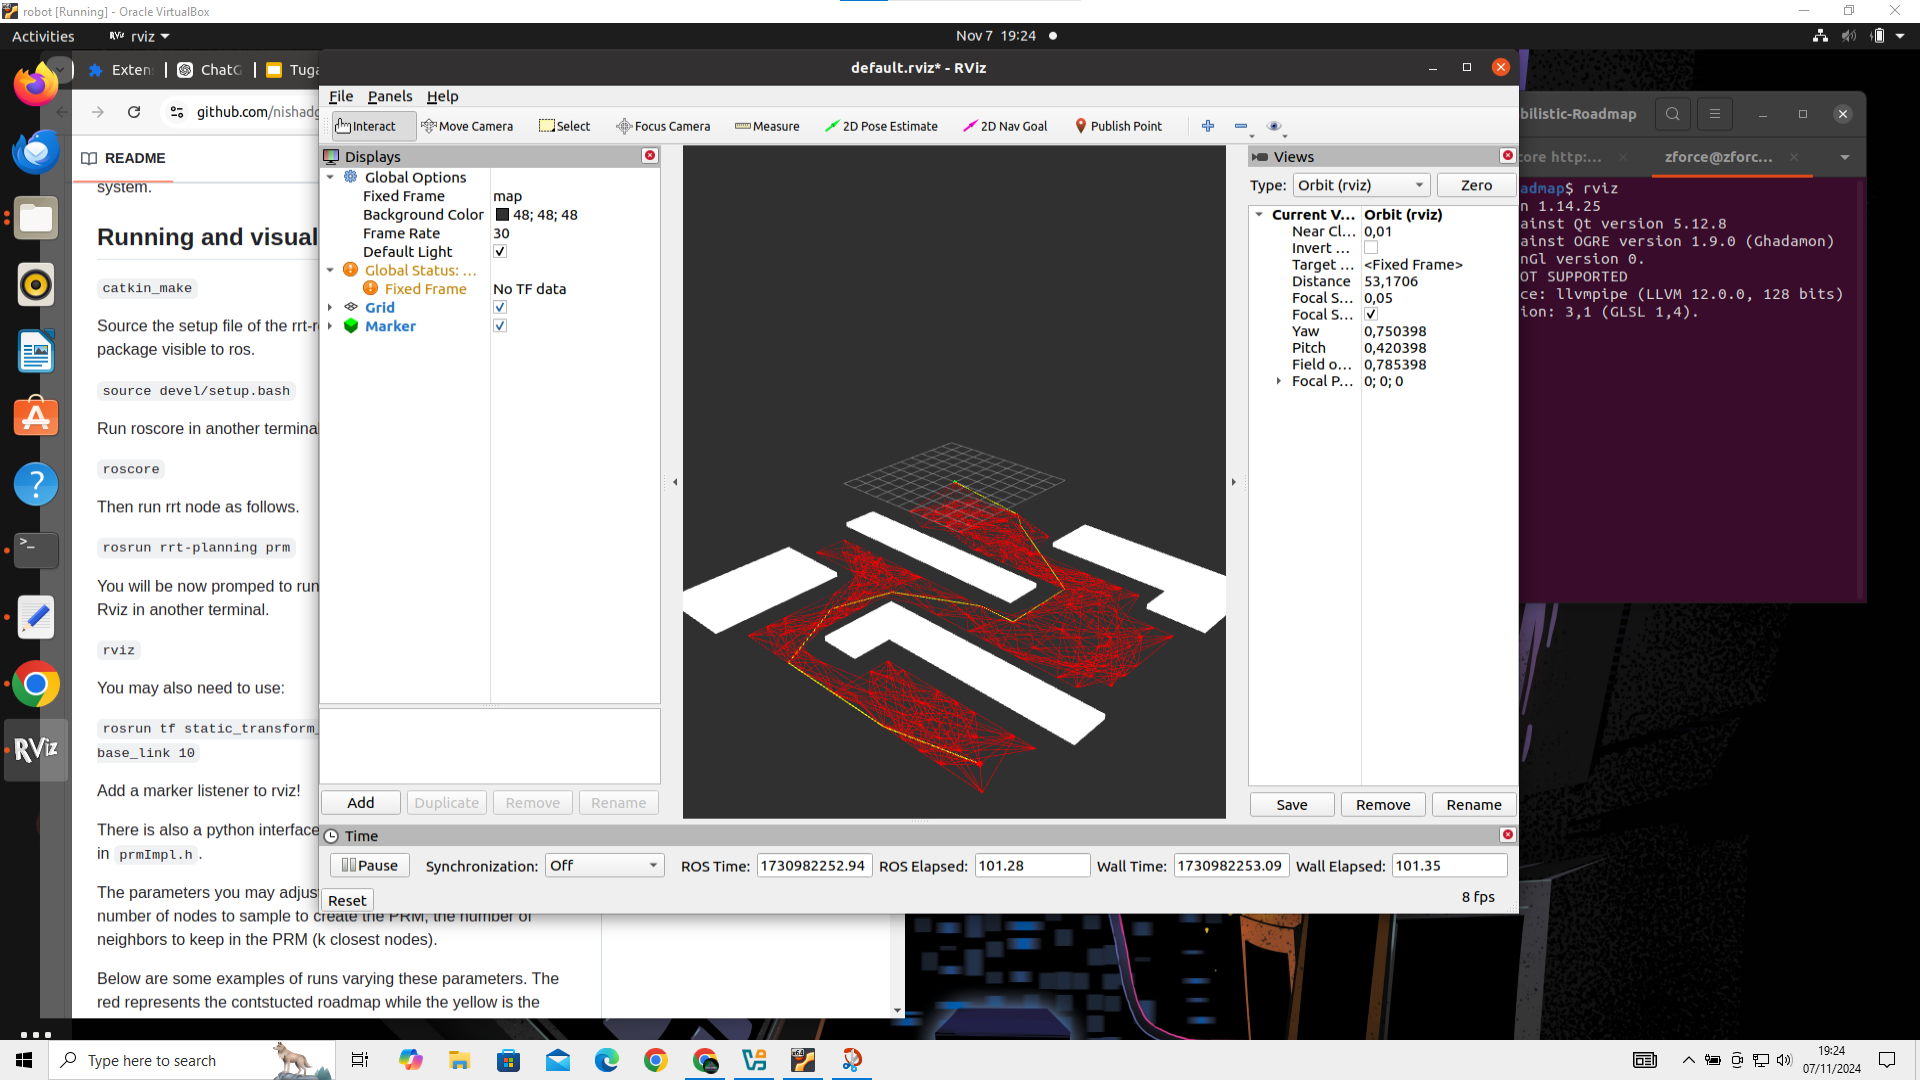 robot [Running] - Oracle VirtualBox
Activities
RViz rviz
Nov 7 19:24
Exten
ChatG
Tuga
github.com/nishadg
README
system.
Running and visual
catkin_make
Source the setup file of the rrt-r
package visible to ros.
source devel/setup.bash
Run roscore in another terminal
roscore
Then run rrt node as follows.
rosrun rrt-planning prm
You will be now promped to run
Rviz in another terminal.
rviz
You may also need to use:
rosrun tf static_transform_
base_link 10
Add a marker listener to rviz!
There is also a python interface
in prmImpl.h .
The parameters you may adjus
number of nodes to sample to create the PRM, the number of
neighbors to keep in the PRM (k closest nodes).
Below are some examples of runs varying these parameters. The
red represents the contstucted roadmap while the yellow is the
RViz
default.rviz* - RViz
File Panels Help
Interact Move Camera Select Focus Camera Measure 2D Pose Estimate 2D Nav Goal Publish Point
Displays
Global Options
Fixed Frame map
Background Color 48; 48; 48
Frame Rate 30
Default Light
Global Status: ...
Fixed Frame No TF data
Grid
Marker
Add Duplicate Remove Rename
Views
Type: Orbit (rviz) Zero
Current V... Orbit (rviz)
Near Cl... 0,01
Invert ...
Target ... <Fixed Frame>
Distance 53,1706
Focal S... 0,05
Focal S...
Yaw 0,750398
Pitch 0,420398
Field o... 0,785398
Focal P... 0; 0; 0
Save Remove Rename
Time
Pause Synchronization: Off ROS Time: 1730982252.94 ROS Elapsed: 101.28 Wall Time: 1730982253.09 Wall Elapsed: 101.35
Reset
8 fps
bilistic-Roadmap
core http:...
zforce@zforc...
admap$ rviz
n 1.14.25
ainst Qt version 5.12.8
ainst OGRE version 1.9.0 (Ghadamon)
nGl version 0.
OT SUPPORTED
ce: llvmpipe (LLVM 12.0.0, 128 bits)
ion: 3,1 (GLSL 1,4).
Type here to search
19:24
07/11/2024